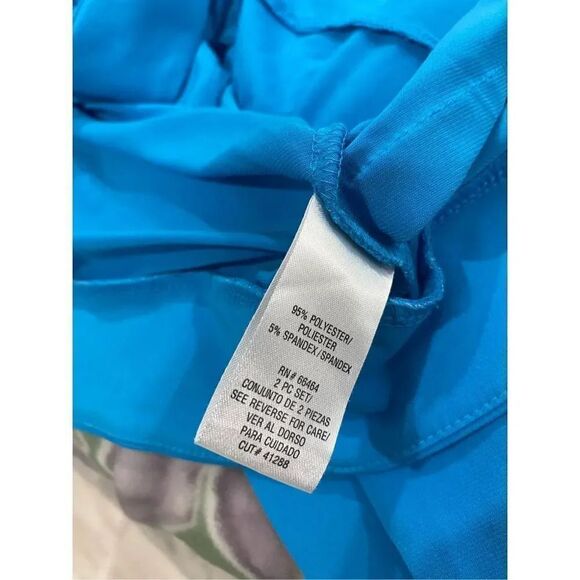 95% POLYESTER/
POLIESTER
5% SPANDEX/SPANDEX
RN# 66464
2 PC SET/
CONJUNTO DE 2 PIEZAS
SEE REVERSE FOR CARE/
VER AL DORSO
PARA CUIDADO
CUT# 41288